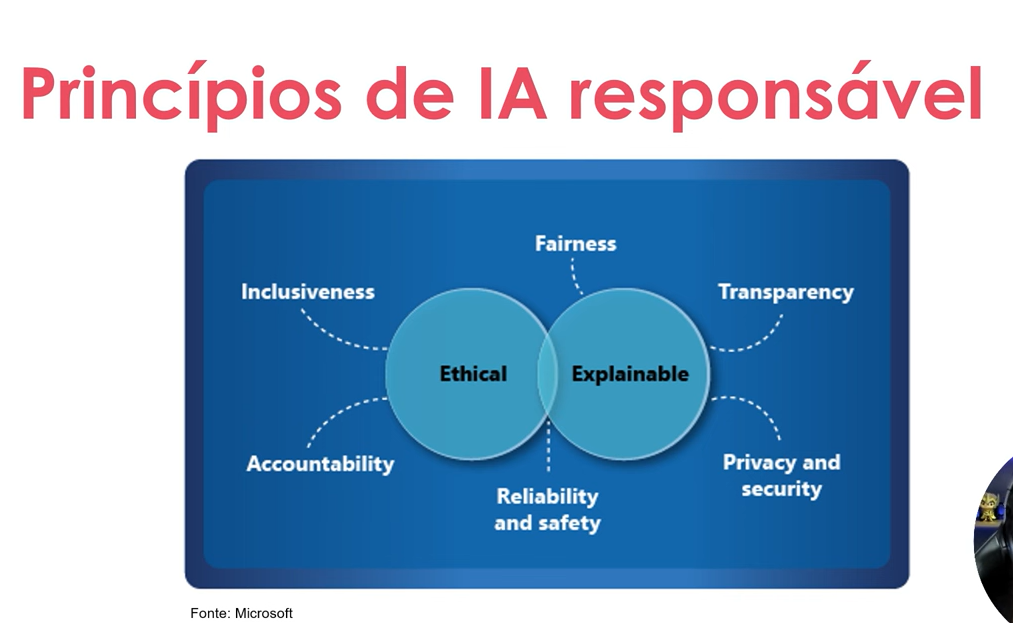 Princípios de IA responsável
Fairness
Inclusiveness
Transparency
Ethical
Explainable
Accountability
Privacy and
security
Reliability
and safety
Fonte: Microsoft